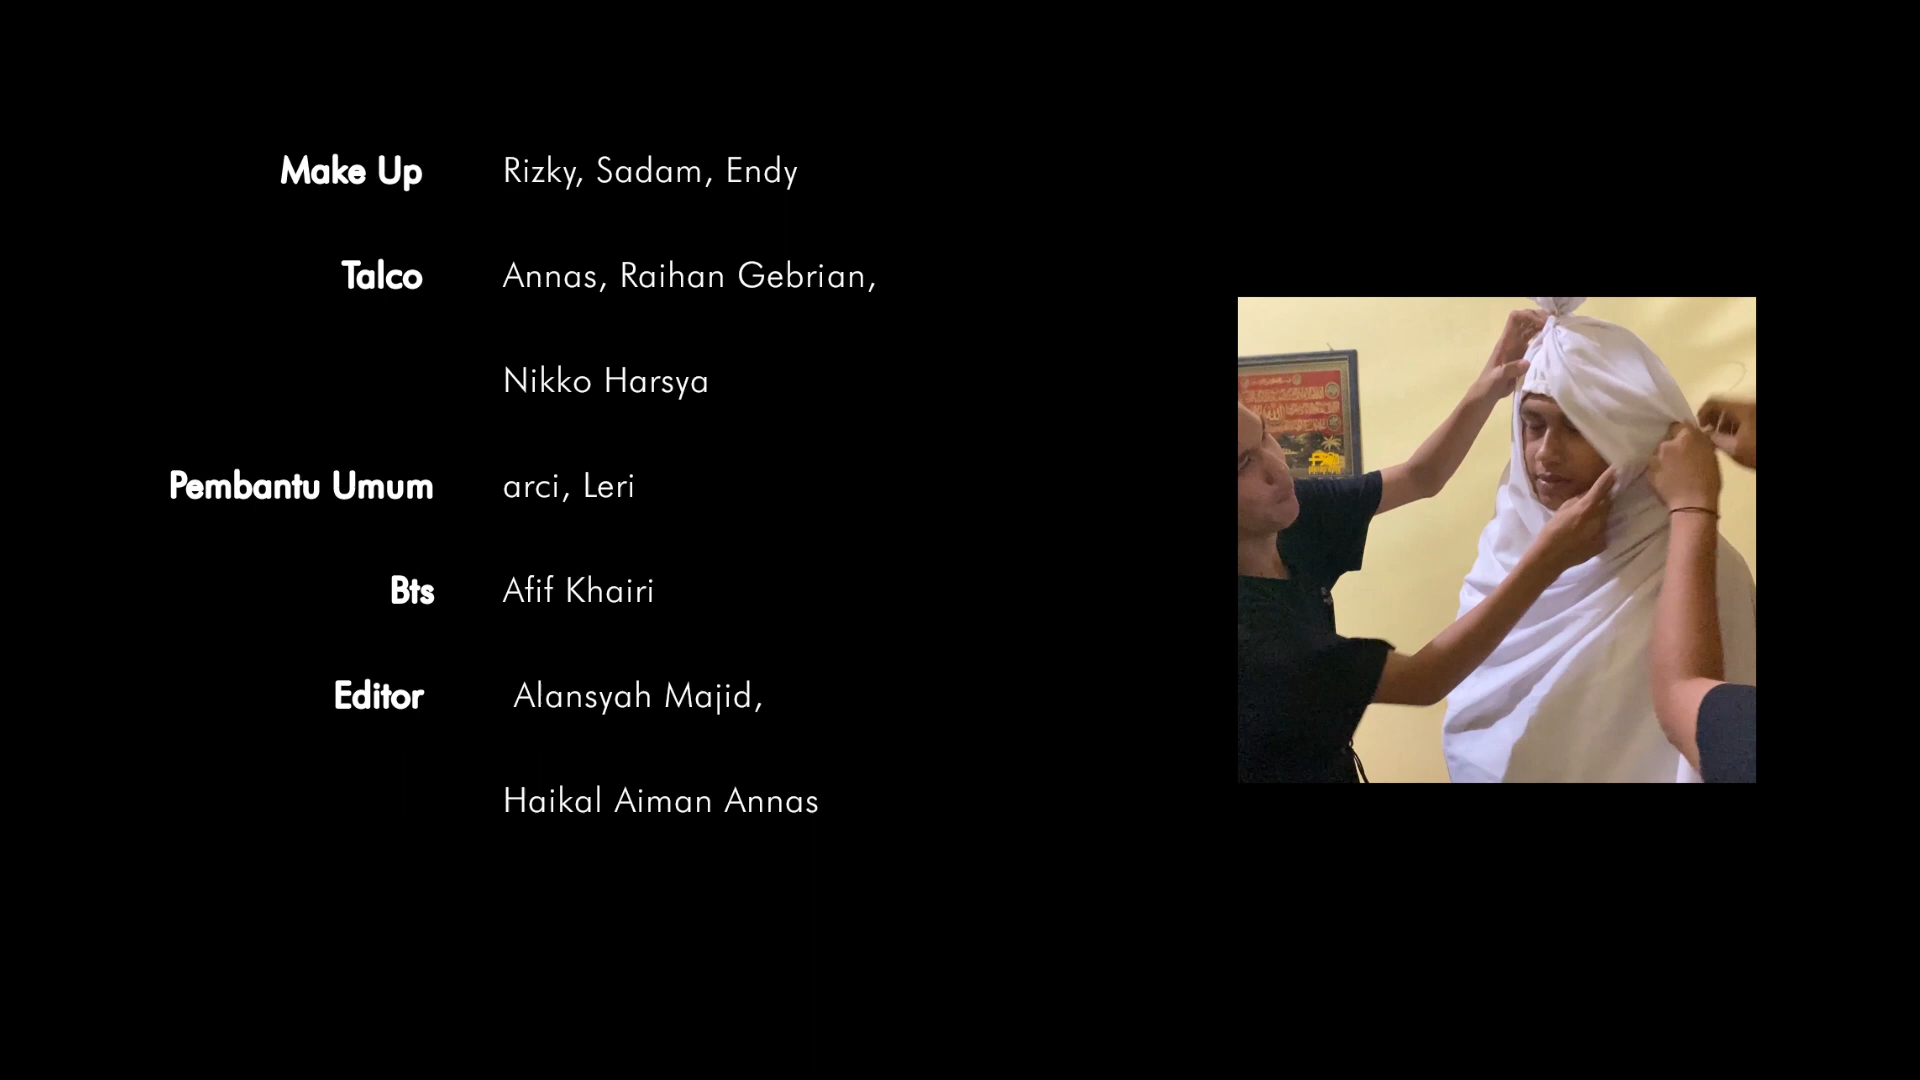 Make Up Rizky, Sadam, Endy
Talco Annas, Raihan Gebrian,
Nikko Harsya
Pembantu Umum arci, Leri
Bts Afif Khairi
Editor Alansyah Majid,
Haikal Aiman Annas